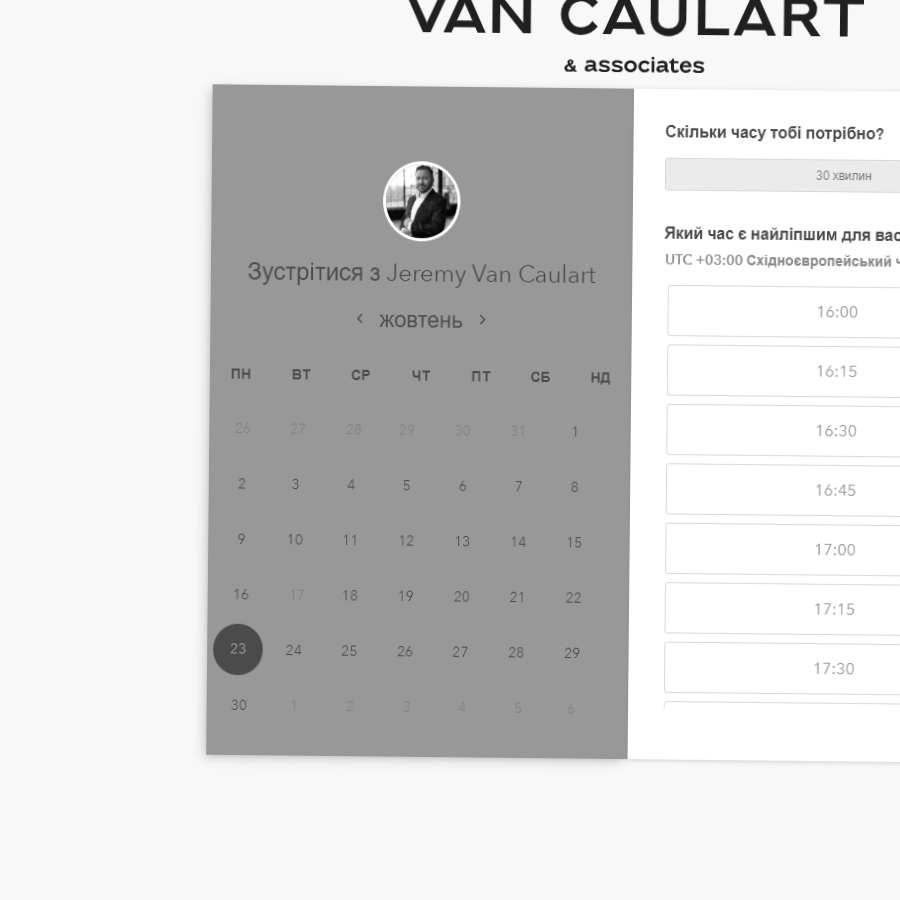 VAN CAULART
& associates
Зустрітися з Jeremy Van Caulart
‹ жовтень ›
ПН ВТ СР ЧТ ПТ СБ НД
26 27 28 29 30 31 1
2 3 4 5 6 7 8
9 10 11 12 13 14 15
16 17 18 19 20 21 22
23 24 25 26 27 28 29
30 1 2 3 4 5 6
Скільки часу тобі потрібно?
30 хвилин
Який час є найліпшим для вас
UTC +03:00 Східноєвропейський ч
16:00
16:15
16:30
16:45
17:00
17:15
17:30